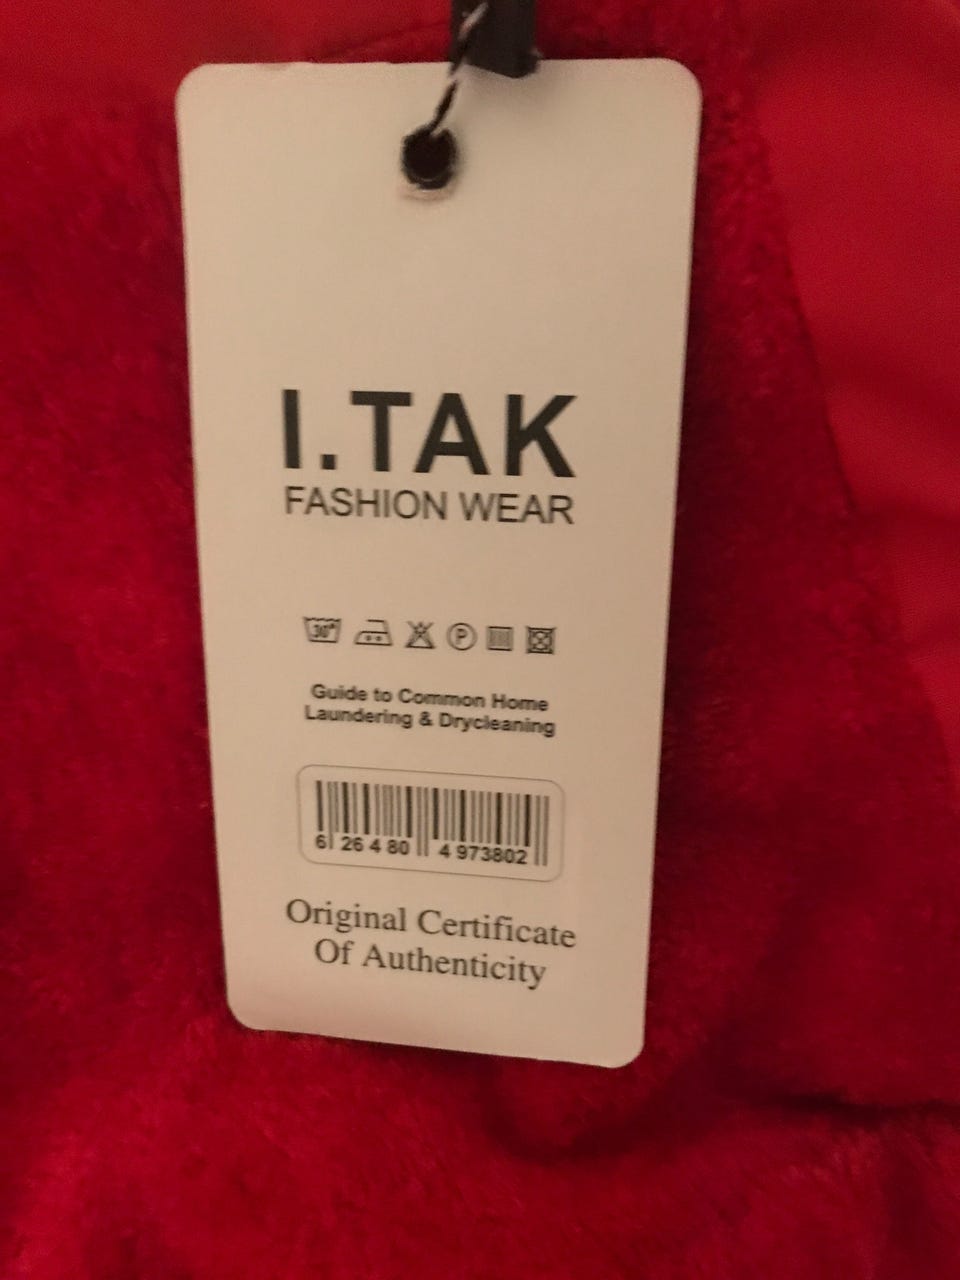 I.TAK
FASHION WEAR
30°
P
Guide to Common Home
Laundering & Drycleaning
6 26 4 80 4 973802
Original Certificate
Of Authenticity